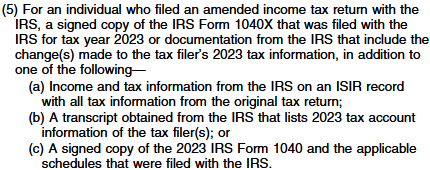 (5) For an individual who filed an amended income tax return with the
IRS, a signed copy of the IRS Form 1040X that was filed with the
IRS for tax year 2023 or documentation from the IRS that include the
change(s) made to the tax filer's 2023 tax information, in addition to
one of the following—
(a) Income and tax information from the IRS on an ISIR record
with all tax information from the original tax return;
(b) A transcript obtained from the IRS that lists 2023 tax account
information of the tax filer(s); or
(c) A signed copy of the 2023 IRS Form 1040 and the applicable
schedules that were filed with the IRS.